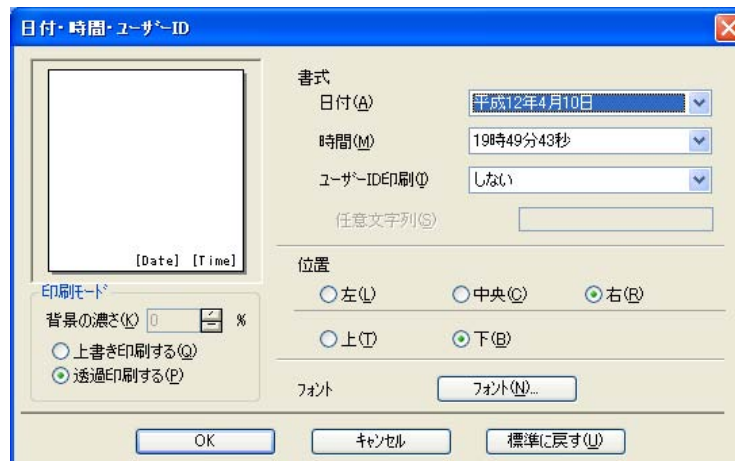 日付・時間・ユーザーID
[Date] [Time]
印刷モード
背景の濃さ(K) 0 %
上書き印刷する(Q)
透過印刷する(P)
書式
日付(A) 平成12年4月10日
時間(M) 19時49分43秒
ユーザーID印刷(I) しない
任意文字列(S)
位置
左(L) 中央(C) 右(R)
上(T) 下(B)
フォント フォント(N)...
OK キャンセル 標準に戻す(U)